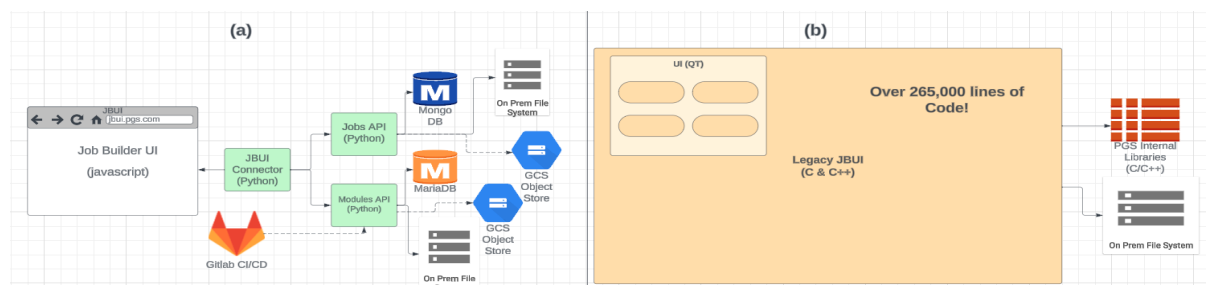 (a)
JBUI
jbui.pgs.com
Job Builder UI
(javascript)
JBUI
Connector
(Python)
Jobs API
(Python)
Modules API
(Python)
Mongo
DB
MariaDB
On Prem File
System
GCS
Object
Store
GCS
Object
Store
Gitlab CI/CD
On Prem File
(b)
UI (QT)
Over 265,000 lines of
Code!
Legacy JBUI
(C & C++)
PGS Internal
Libraries
(C/C++)
On Prem File System